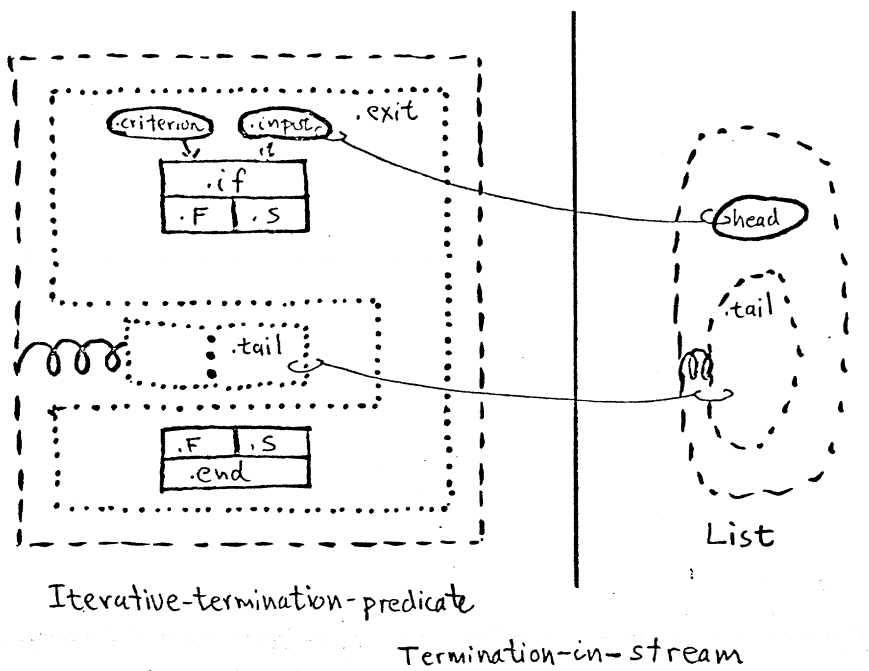 .exit
.criterion .input
.if
.F .S
.head
.tail
.tail
.F .S
.end
List
Iterative-termination-predicate
Termination-in-stream